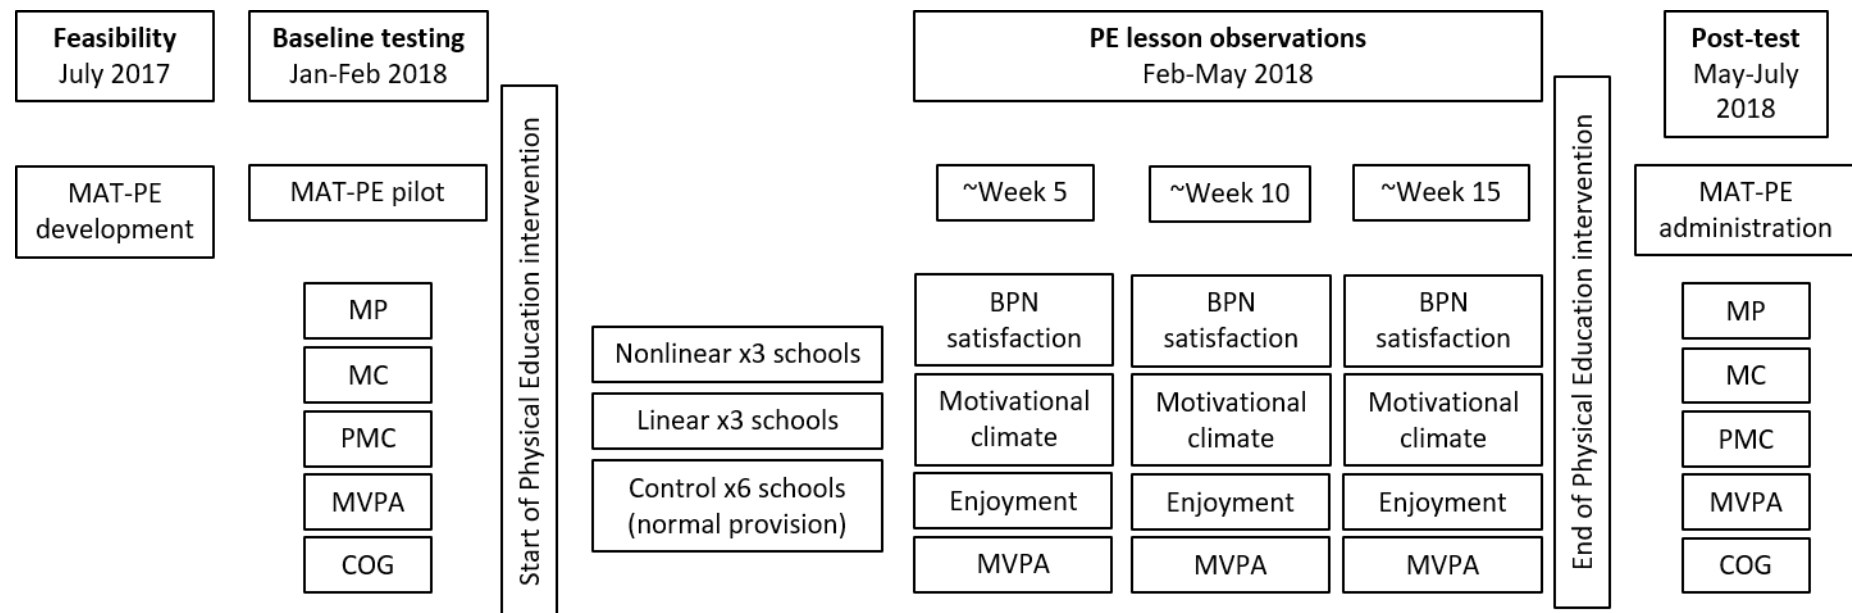 Feasibility
July 2017
Baseline testing
Jan-Feb 2018
PE lesson observations
Feb-May 2018
Post-test
May-July
2018
MAT-PE
development
MAT-PE pilot
Start of Physical Education intervention
~Week 5
~Week 10
~Week 15
End of Physical Education intervention
MAT-PE
administration
MP
MC
PMC
MVPA
COG
Nonlinear x3 schools
Linear x3 schools
Control x6 schools
(normal provision)
BPN
satisfaction
Motivational
climate
Enjoyment
MVPA
BPN
satisfaction
Motivational
climate
Enjoyment
MVPA
BPN
satisfaction
Motivational
climate
Enjoyment
MVPA
MP
MC
PMC
MVPA
COG